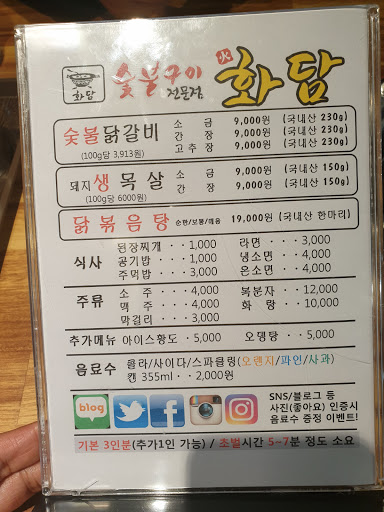 화담
숯불구이
전문점
火
화담
숯불닭갈비 소 금 9,000원 (국내산 230g)
(100g당 3,913원) 간 장 9,000원 (국내산 230g)
고추장 9,000원 (국내산 230g)
돼지생목살 소 금 9,000원 (국내산 150g)
(100g당 6000원) 간 장 9,000원 (국내산 150g)
닭볶음탕 순한/보통/매움 19,000원 (국내산 한마리)
식사
된장찌개 ·· 1,000 라면 ··· 3,000
공기밥 ··· 1,000 냉소면 ·· 4,000
주먹밥 ··· 3,000 온소면 ·· 4,000
주류
소 주 ··· 4,000 복분자 ·· 12,000
맥 주 ··· 4,000 화 랑 ·· 10,000
막걸리 ··· 3,000
추가메뉴 아이스황도 · 5,000 오뎅탕 ·· 5,000
음료수 콜라/사이다/스파클링(오렌지/파인/사과)
캔 355ml ·· 2,000원
blog
SNS/블로그 등
사진(좋아요) 인증시
음료수 증정 이벤트!
기본 3인분(추가1인 가능) / 초벌시간 5~7분 정도 소요